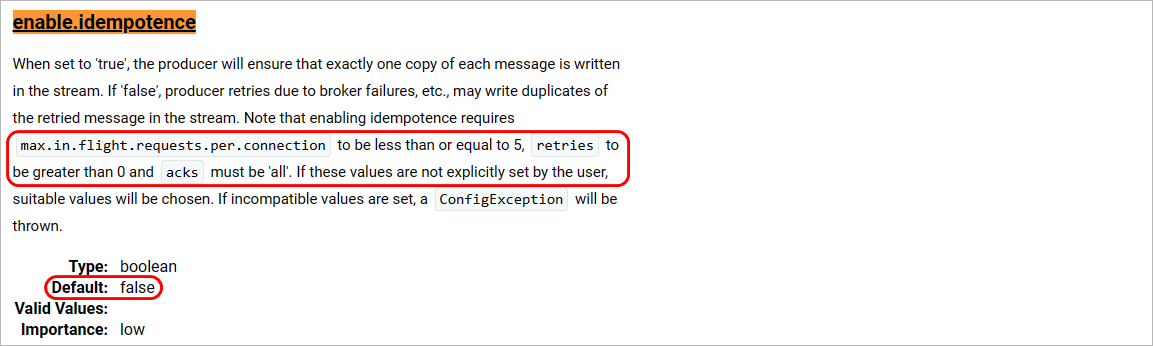 enable.idempotence
When set to 'true', the producer will ensure that exactly one copy of each message is written
in the stream. If 'false', producer retries due to broker failures, etc., may write duplicates of
the retried message in the stream. Note that enabling idempotence requires
max.in.flight.requests.per.connection to be less than or equal to 5, retries to
be greater than 0 and acks must be 'all'. If these values are not explicitly set by the user,
suitable values will be chosen. If incompatible values are set, a ConfigException will be
thrown.
Type: boolean
Default: false
Valid Values:
Importance: low